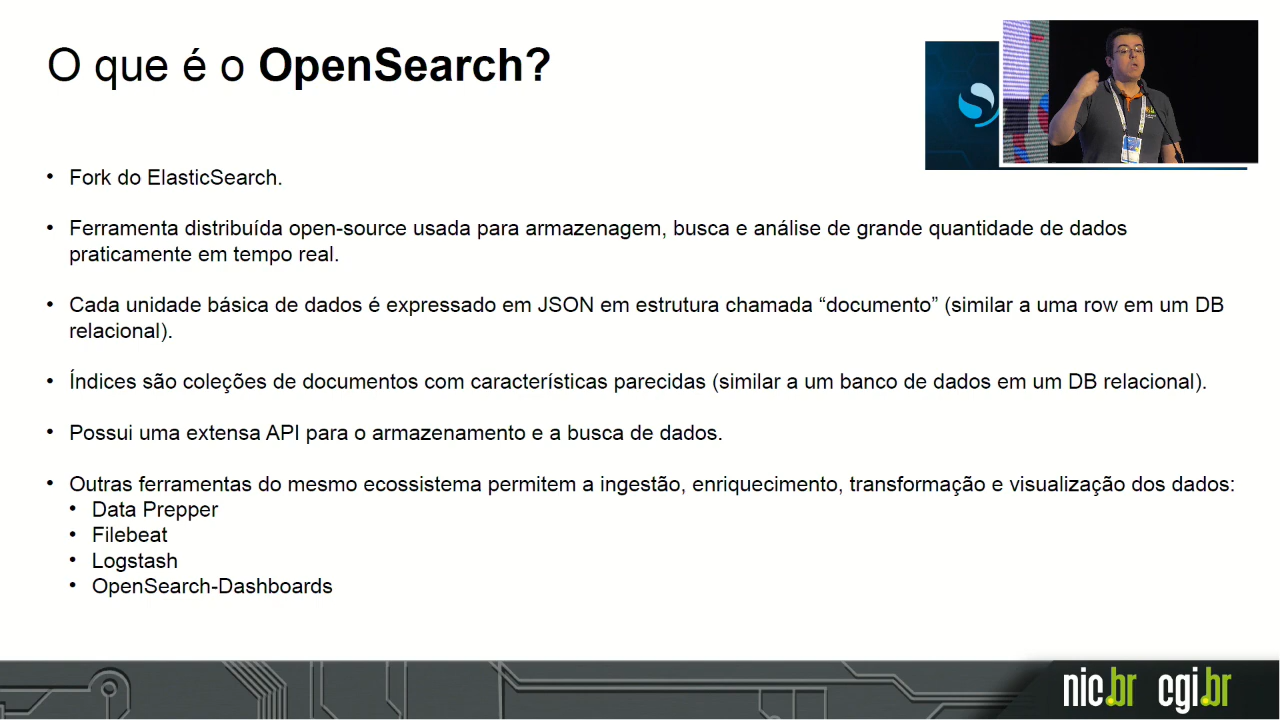 O que é o OpenSearch?
• Fork do ElasticSearch.
• Ferramenta distribuída open-source usada para armazenagem, busca e análise de grande quantidade de dados
praticamente em tempo real.
• Cada unidade básica de dados é expressado em JSON em estrutura chamada “documento” (similar a uma row em um DB
relacional).
• Índices são coleções de documentos com características parecidas (similar a um banco de dados em um DB relacional).
• Possui uma extensa API para o armazenamento e a busca de dados.
• Outras ferramentas do mesmo ecossistema permitem a ingestão, enriquecimento, transformação e visualização dos dados:
• Data Prepper
• Filebeat
• Logstash
• OpenSearch-Dashboards
nic.br cgi.br